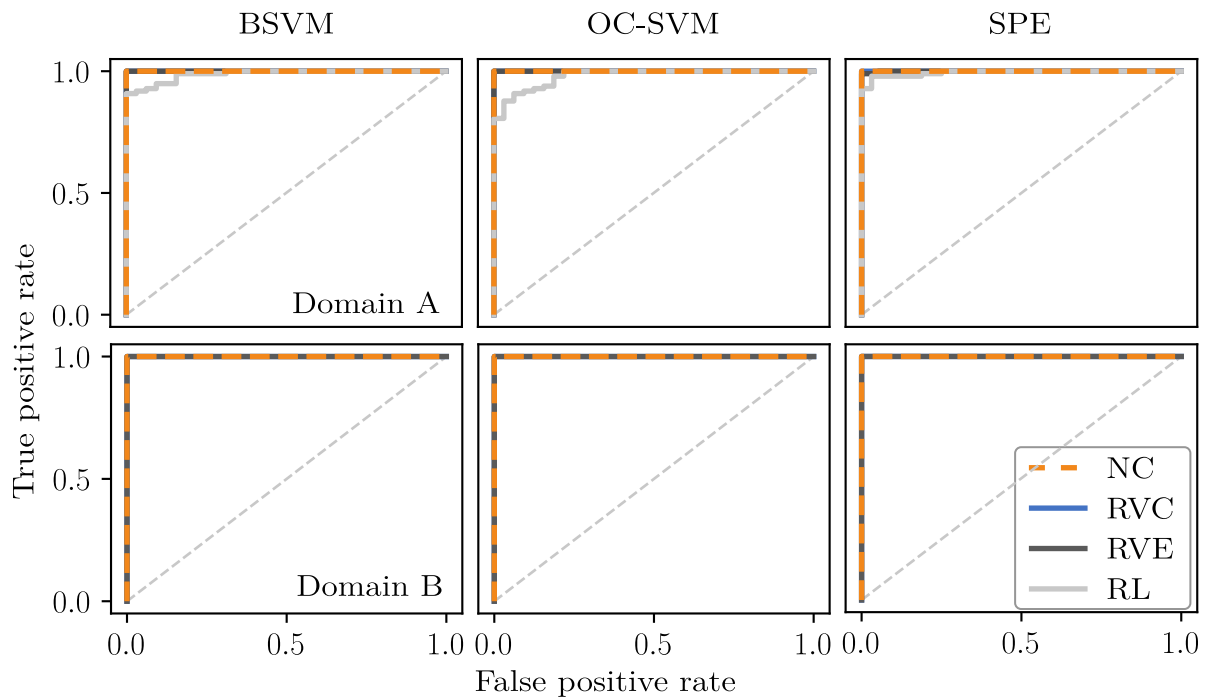 BSVM
OC-SVM
SPE
1.0
0.5
0.0
Domain A
True positive rate
1.0
0.5
0.0
Domain B
NC
RVC
RVE
RL
0.0
0.5
1.0
0.0
0.5
1.0
0.0
0.5
1.0
False positive rate